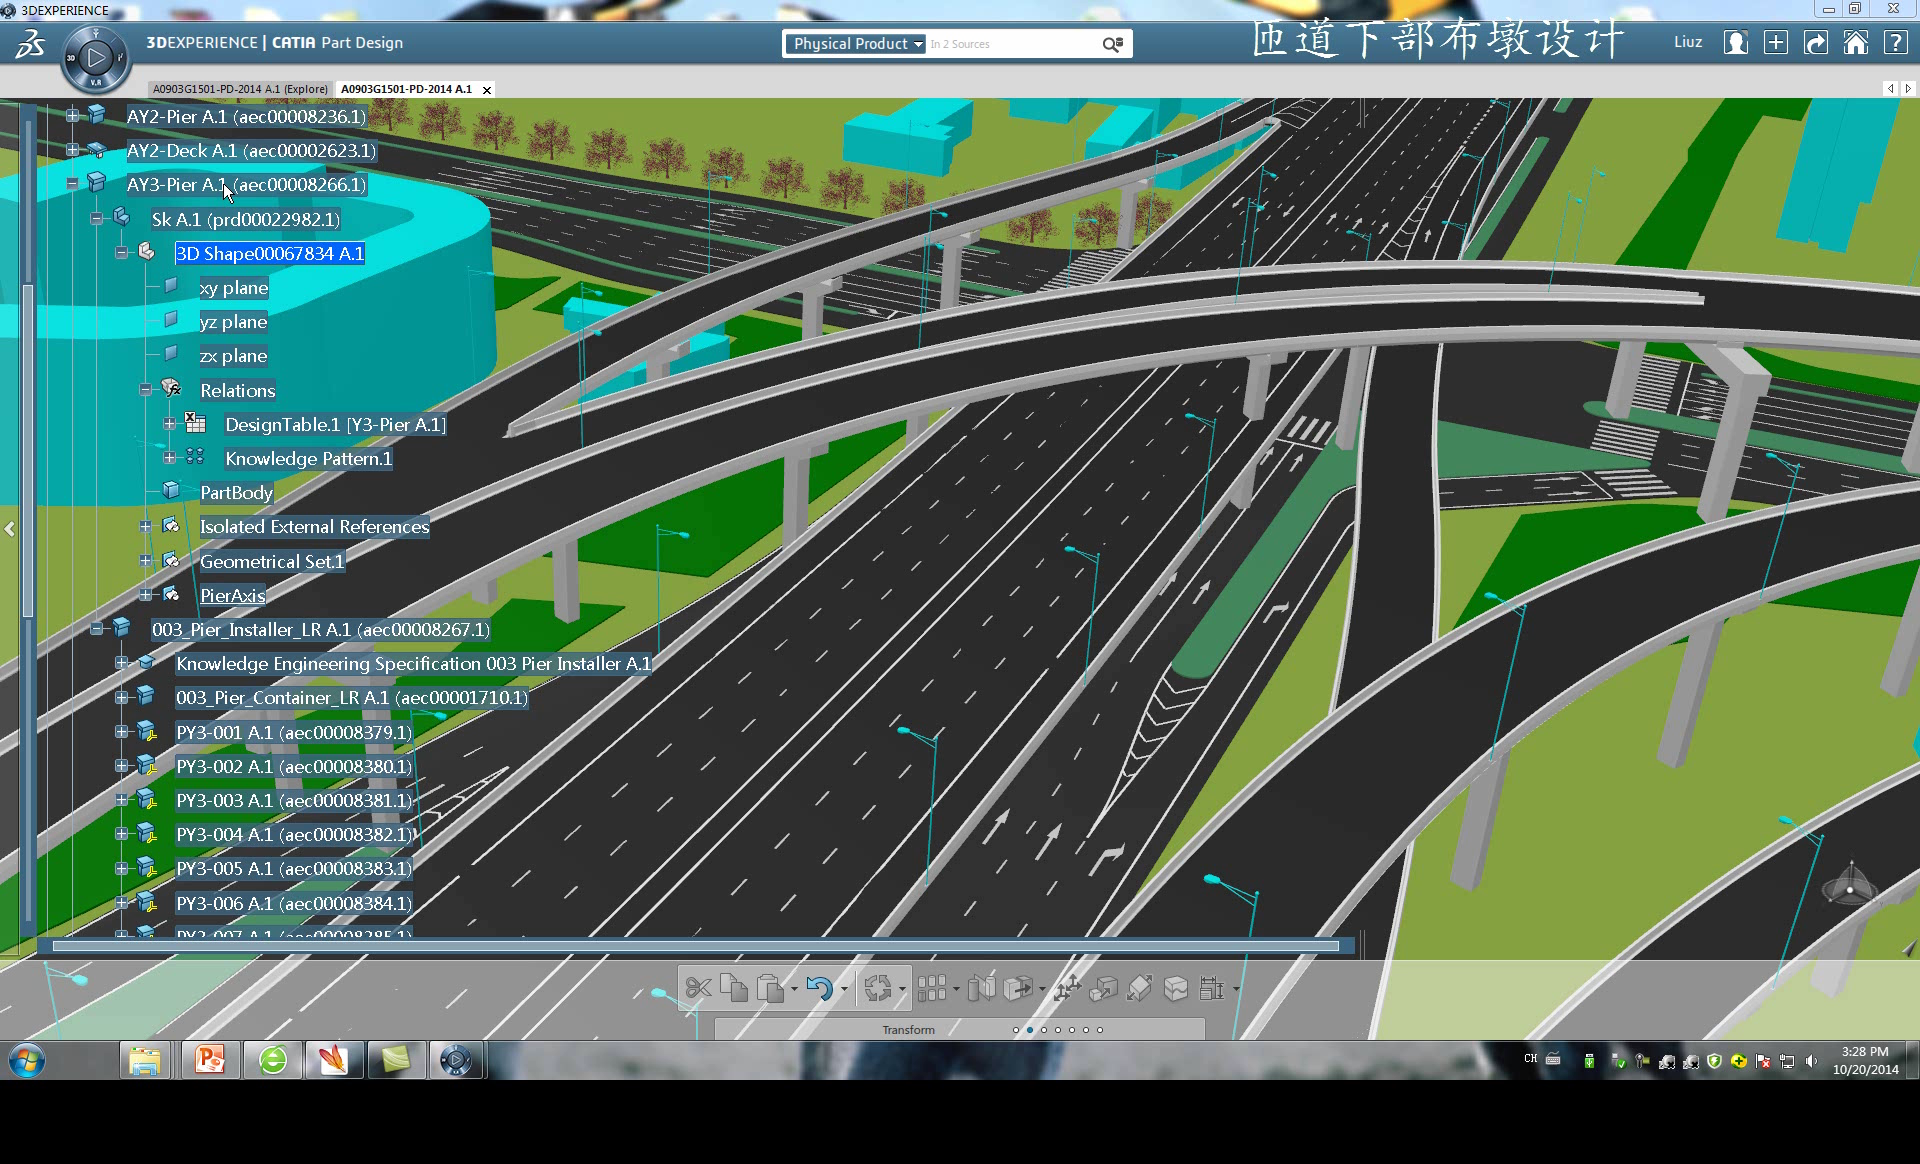 3DEXPERIENCE
3DEXPERIENCE | CATIA Part Design
Physical Product
In 2 Sources
匝道下部布墩设计
Liuz
3D
V.R
A0903G1501-PD-2014 A.1 (Explore)
A0903G1501-PD-2014 A.1
AY2-Pier A.1 (aec00008236.1)
AY2-Deck A.1 (aec00002623.1)
AY3-Pier A.1 (aec00008266.1)
Sk A.1 (prd00022982.1)
3D Shape00067834 A.1
xy plane
yz plane
zx plane
Relations
DesignTable.1 [Y3-Pier A.1]
Knowledge Pattern.1
PartBody
Isolated External References
Geometrical Set.1
PierAxis
003_Pier_Installer_LR A.1 (aec00008267.1)
Knowledge Engineering Specification 003 Pier Installer A.1
003_Pier_Container_LR A.1 (aec00001710.1)
PY3-001 A.1 (aec00008379.1)
PY3-002 A.1 (aec00008380.1)
PY3-003 A.1 (aec00008381.1)
PY3-004 A.1 (aec00008382.1)
PY3-005 A.1 (aec00008383.1)
PY3-006 A.1 (aec00008384.1)
PY3-007 A.1 (aec00008385.1)
Transform
CH
3:28 PM
10/20/2014